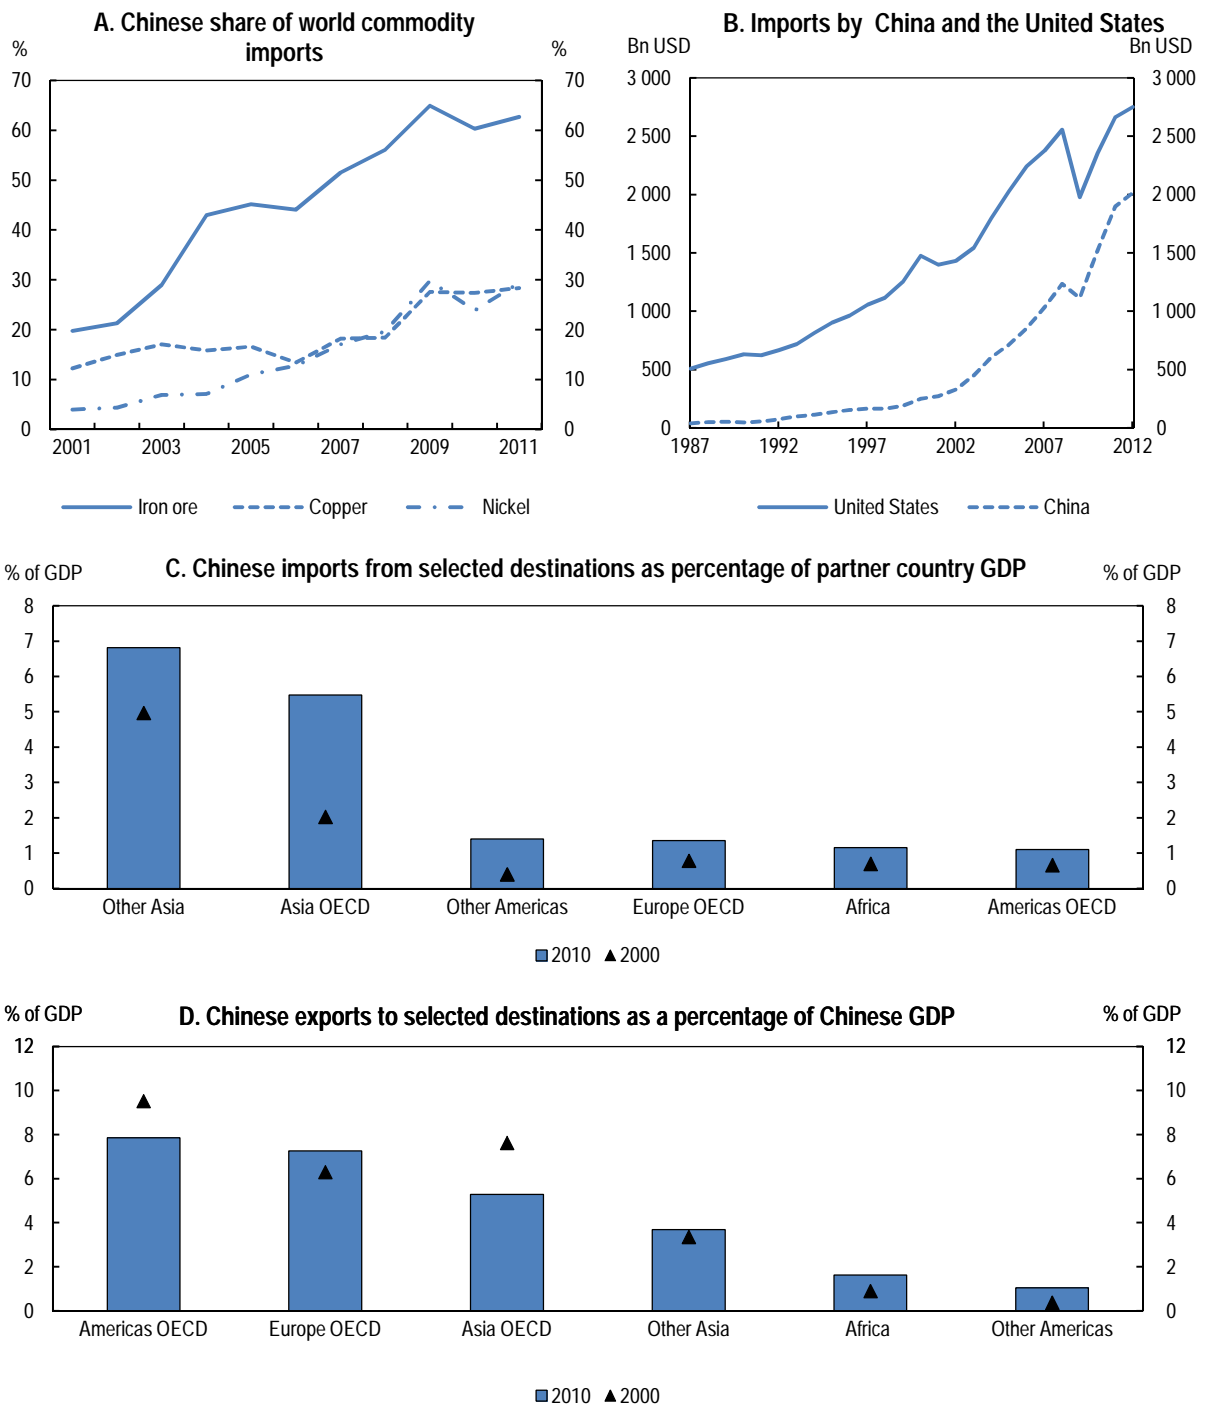 A. Chinese share of world commodity
imports
% %
70 70
60 60
50 50
40 40
30 30
20 20
10 10
0 0
2001 2003 2005 2007 2009 2011
Iron ore Copper Nickel
B. Imports by China and the United States
Bn USD Bn USD
3 000 3 000
2 500 2 500
2 000 2 000
1 500 1 500
1 000 1 000
500 500
0 0
1987 1992 1997 2002 2007 2012
United States China
C. Chinese imports from selected destinations as percentage of partner country GDP
% of GDP % of GDP
8 8
7 7
6 6
5 5
4 4
3 3
2 2
1 1
0 0
Other Asia Asia OECD Other Americas Europe OECD Africa Americas OECD
2010 2000
D. Chinese exports to selected destinations as a percentage of Chinese GDP
% of GDP % of GDP
12 12
10 10
8 8
6 6
4 4
2 2
0 0
Americas OECD Europe OECD Asia OECD Other Asia Africa Other Americas
2010 2000